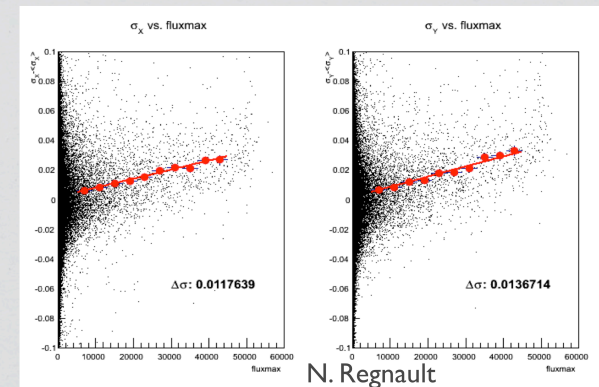 σX vs. fluxmax
σX-<σX>
0.1
0.08
0.06
0.04
0.02
0
-0.02
-0.04
-0.06
-0.08
-0.1
Δσ: 0.0117639
0 10000 20000 30000 40000 50000 60000
fluxmax
σY vs. fluxmax
σY-<σY>
0.1
0.08
0.06
0.04
0.02
0
-0.02
-0.04
-0.06
-0.08
-0.1
Δσ: 0.0136714
0 10000 20000 30000 40000 50000 60000
fluxmax
N. Regnault